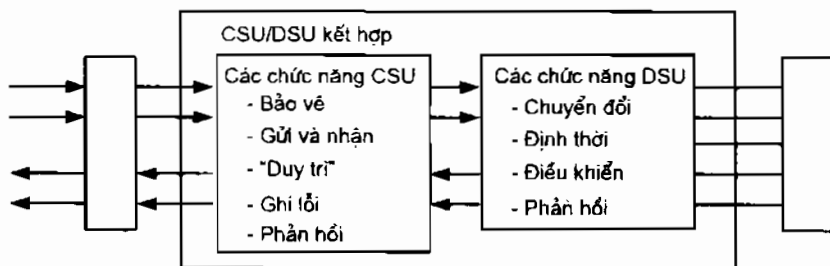 CSU/DSU kết hợp
Các chức năng CSU
- Bảo vê
- Gửi và nhận
- "Duy trì"
- Ghi lỗi
- Phản hồi
Các chức năng DSU
- Chuyển đổi
- Định thời
- Điều khiển
- Phản hồi